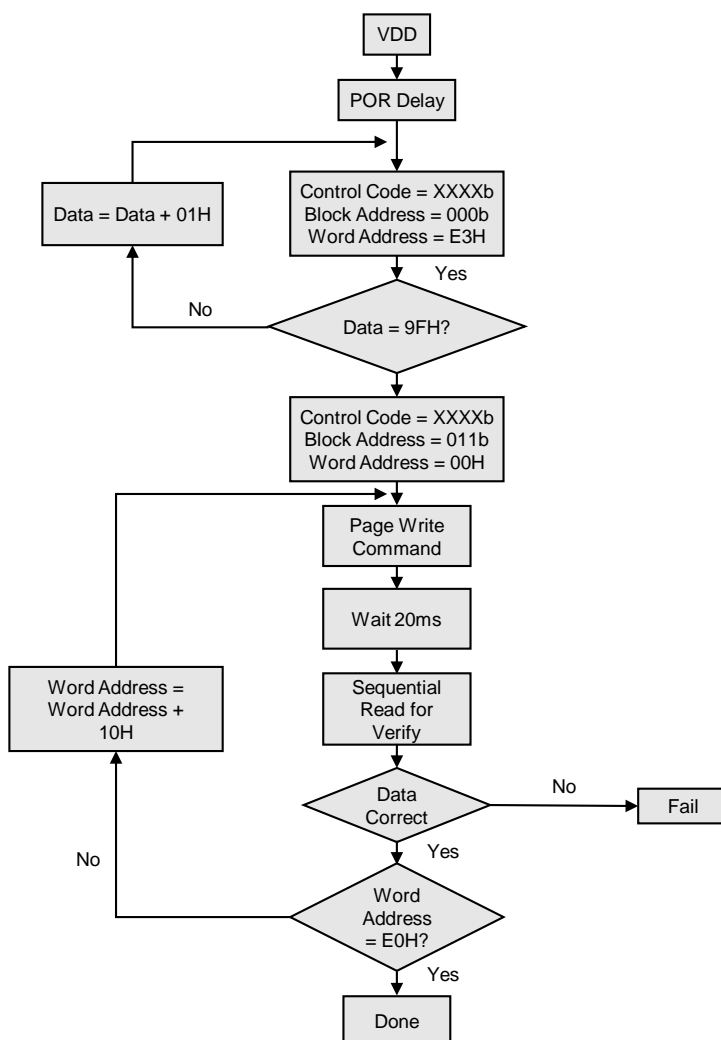 VDD
POR Delay
Data = Data + 01H
Control Code = XXXXb
Block Address = 000b
Word Address = E3H
Yes
No
Data = 9FH?
Control Code = XXXXb
Block Address = 011b
Word Address = 00H
Page Write
Command
Wait 20ms
Word Address =
Word Address +
10H
Sequential
Read for
Verify
Data
Correct
No
Fail
Yes
No
Word
Address
= E0H?
Yes
Done